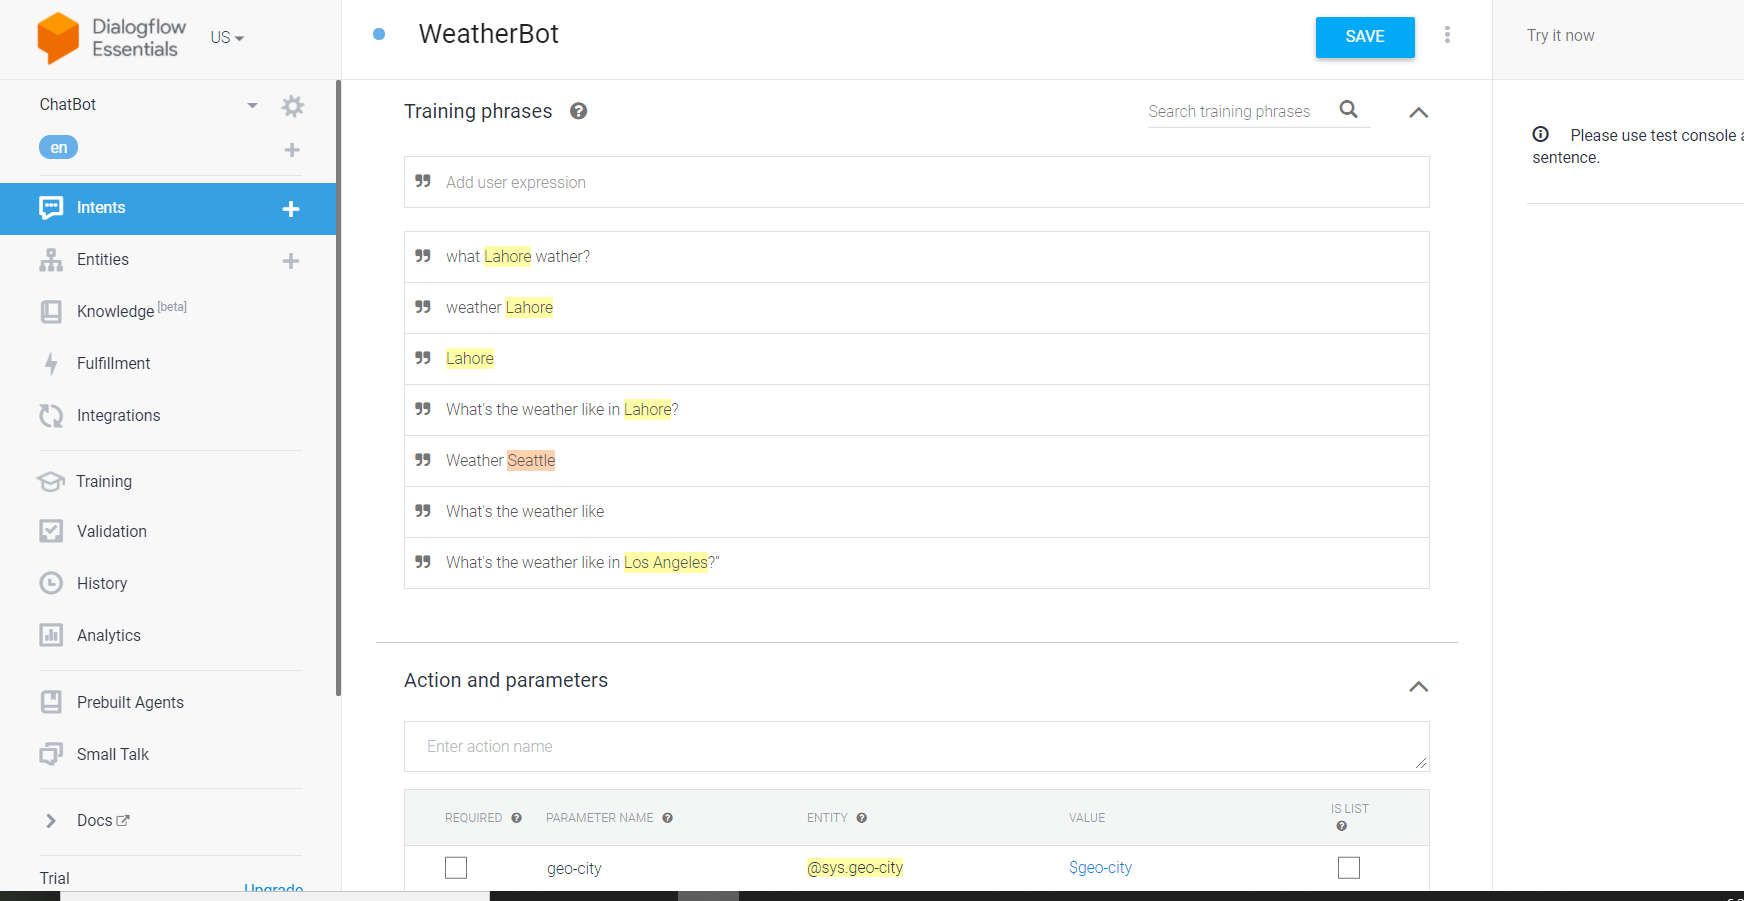 Dialogflow
Essentials
US
WeatherBot
SAVE
Try it now
ChatBot
en
Intents
Entities
Knowledge [beta]
Fulfillment
Integrations
Training
Validation
History
Analytics
Prebuilt Agents
Small Talk
Docs
Trial
Upgrade
Training phrases
Search training phrases
Add user expression
what Lahore wather?
weather Lahore
Lahore
What's the weather like in Lahore?
Weather Seattle
What's the weather like
What's the weather like in Los Angeles?”
Action and parameters
Enter action name
REQUIRED PARAMETER NAME ENTITY VALUE IS LIST
geo-city @sys.geo-city $geo-city
Please use test console a
sentence.